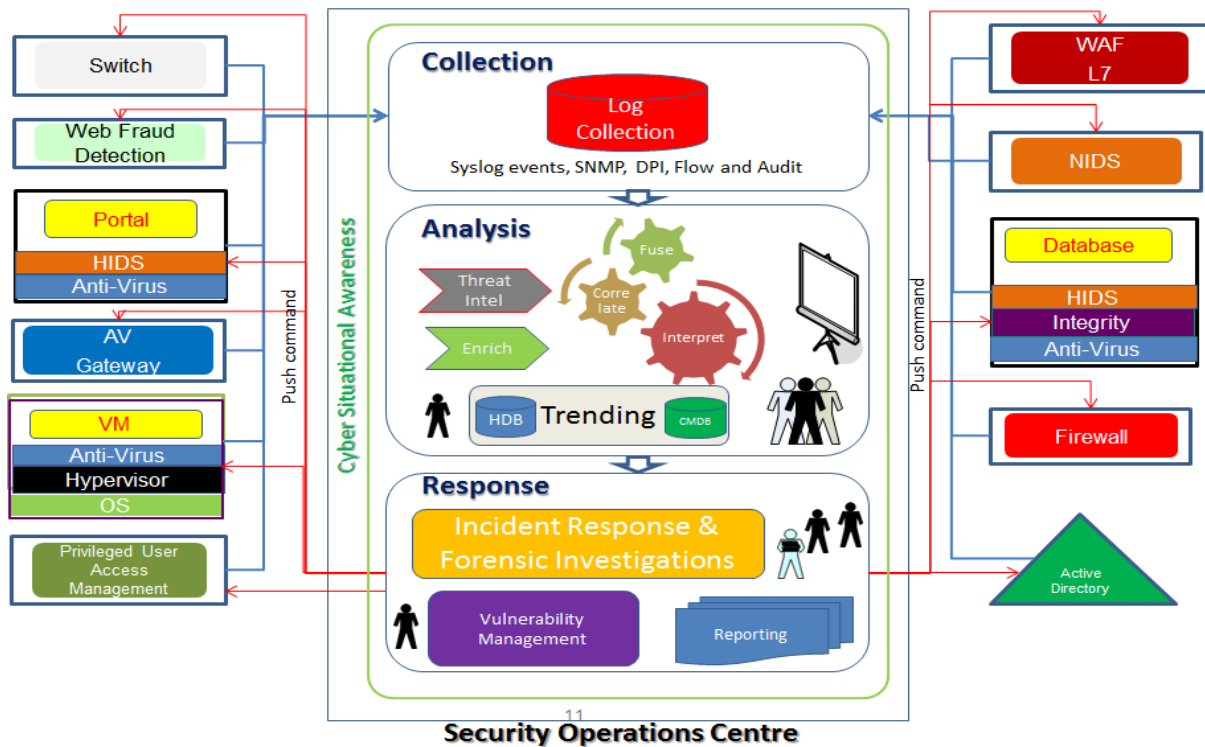 Switch
Web Fraud
Detection
Portal
HIDS
Anti-Virus
AV
Gateway
VM
Anti-Virus
Hypervisor
OS
Privileged User
Access
Management
Push command
Cyber Situational Awareness
Collection
Log
Collection
Syslog events, SNMP, DPI, Flow and Audit
Analysis
Threat
Intel
Enrich
Fuse
Corre
late
Interpret
HDB
Trending
CMDB
Response
Incident Response &
Forensic Investigations
Vulnerability
Management
Reporting
11
Security Operations Centre
Push command
WAF
L7
NIDS
Database
HIDS
Integrity
Anti-Virus
Firewall
Active
Directory